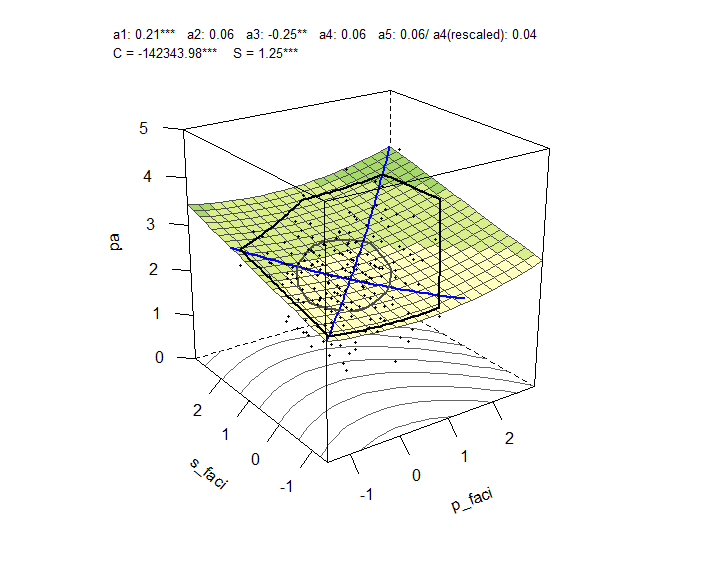 a1: 0.21*** a2: 0.06 a3: -0.25** a4: 0.06 a5: 0.06/ a4(rescaled): 0.04
C = -142343.98*** S = 1.25***
5
4
3
2
1
0
pa
2
1
0
-1
s_faci
-1
0
1
2
p_faci